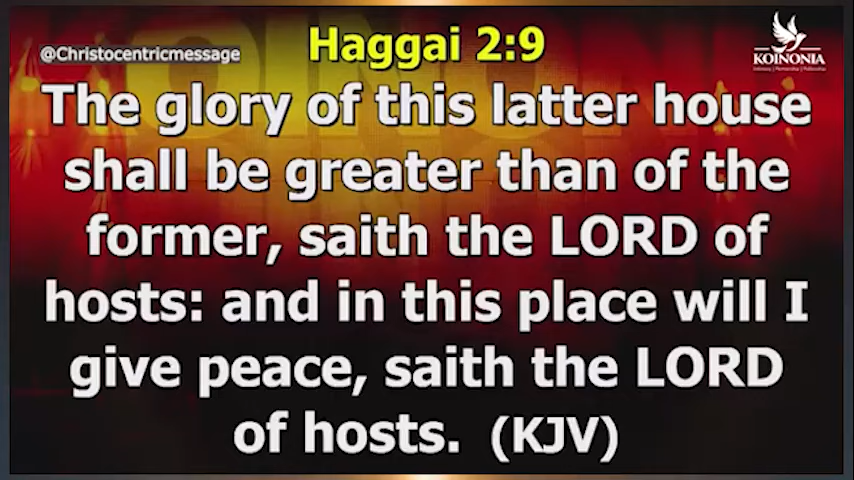 Haggai 2:9
@Christocentricmessage
KOINONIA
The glory of this latter house
shall be greater than of the
former, saith the LORD of
hosts: and in this place will I
give peace, saith the LORD
of hosts. (KJV)